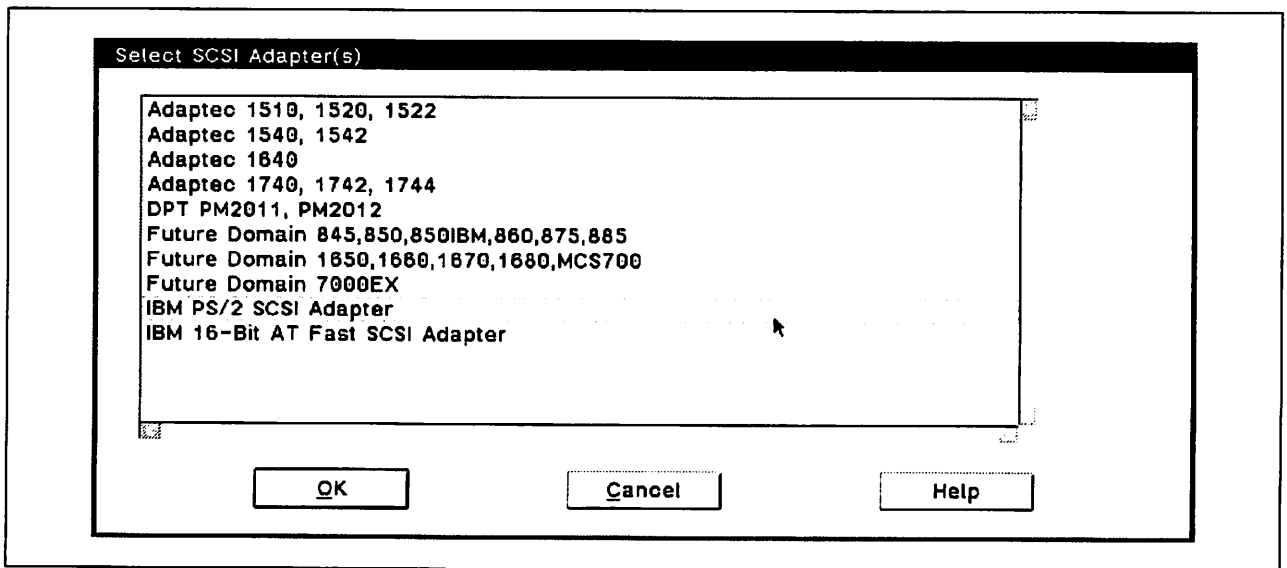 Select SCSI Adapter(s)
Adaptec 1510, 1520, 1522
Adaptec 1540, 1542
Adaptec 1640
Adaptec 1740, 1742, 1744
DPT PM2011, PM2012
Future Domain 845,850,850IBM,860,875,885
Future Domain 1650,1660,1670,1680,MCS700
Future Domain 7000EX
IBM PS/2 SCSI Adapter
IBM 16-Bit AT Fast SCSI Adapter
OK Cancel Help